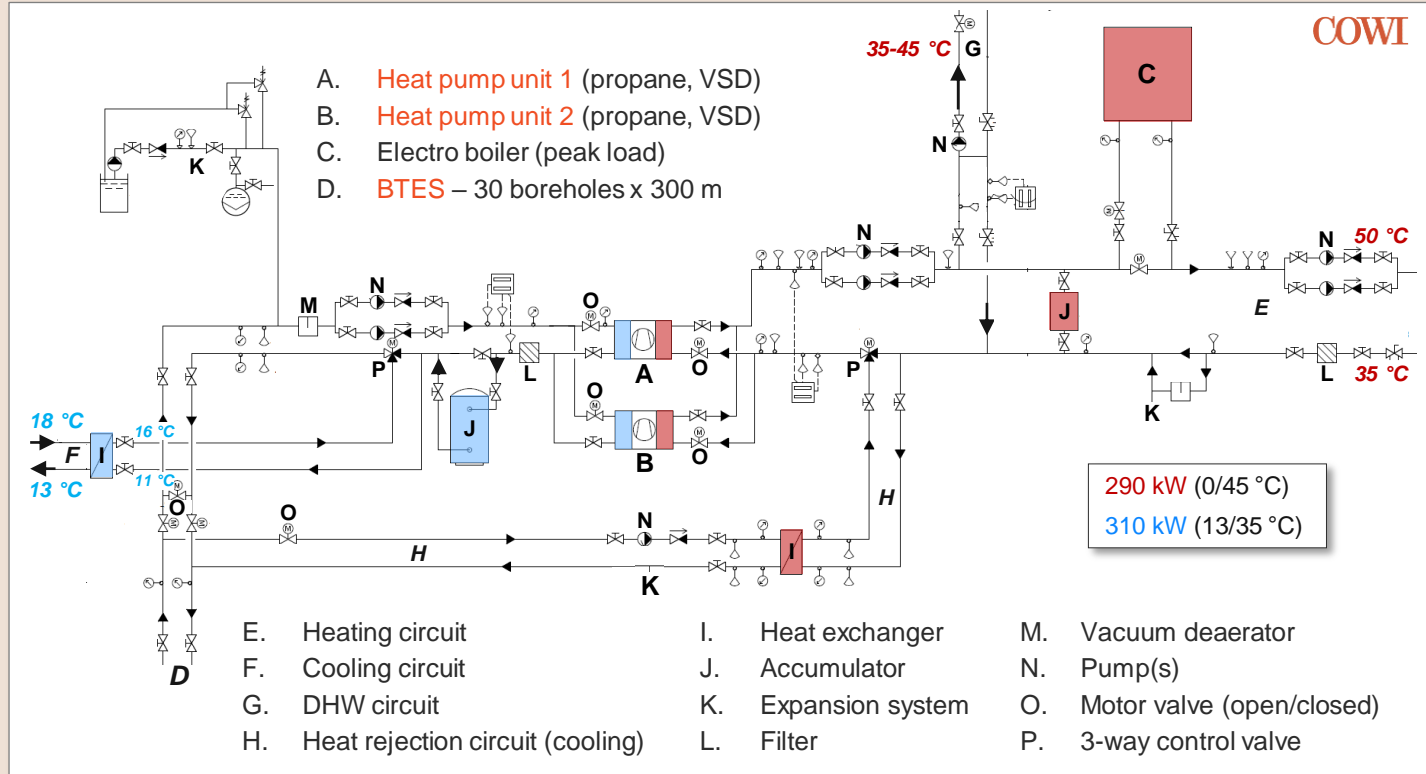 COWI
35-45 °C G
A. Heat pump unit 1 (propane, VSD)
B. Heat pump unit 2 (propane, VSD)
C. Electro boiler (peak load)
D. BTES – 30 boreholes x 300 m
C
K
N
N
N
50 °C
M
N
O
J
E
P
L
A
O
P
L
35 °C
K
O
J
18 °C
16 °C
F
I
B
O
13 °C
11 °C
O
H
290 kW (0/45 °C)
310 kW (13/35 °C)
O
N
I
H
K
D
E. Heating circuit
F. Cooling circuit
G. DHW circuit
H. Heat rejection circuit (cooling)
I. Heat exchanger
J. Accumulator
K. Expansion system
L. Filter
M. Vacuum deaerator
N. Pump(s)
O. Motor valve (open/closed)
P. 3-way control valve